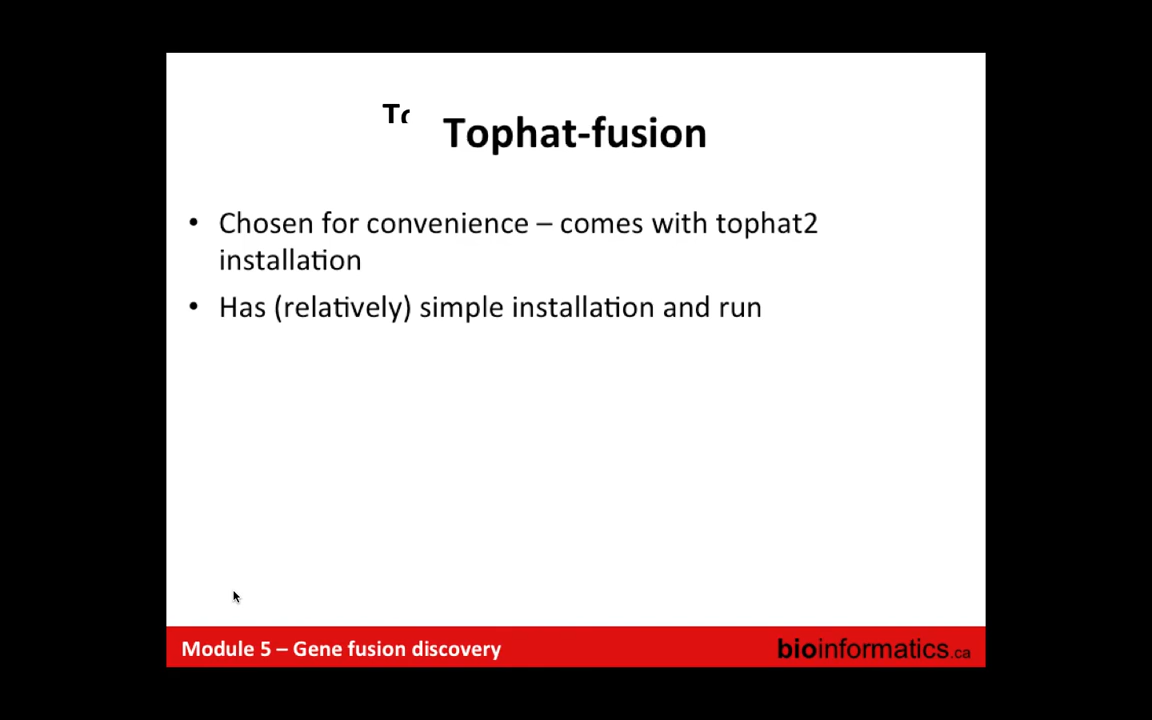 To
Tophat-fusion
• Chosen for convenience – comes with tophat2
installation
• Has (relatively) simple installation and run
Module 5 – Gene fusion discovery
bioinformatics.ca